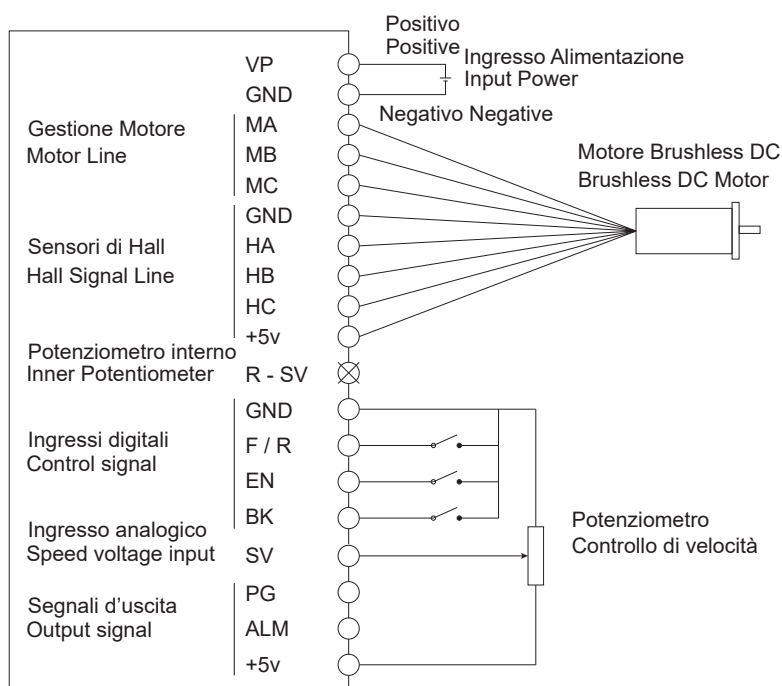 Positivo
Positive
VP
Ingresso Alimentazione
Input Power
GND
Negativo Negative
Gestione Motore
Motor Line
MA
MB
MC
Motore Brushless DC
Brushless DC Motor
Sensori di Hall
Hall Signal Line
GND
HA
HB
HC
+5v
Potenziometro interno
Inner Potentiometer
R - SV
Ingressi digitali
Control signal
GND
F / R
EN
BK
Ingresso analogico
Speed voltage input
SV
Potenziometro
Controllo di velocità
Segnali d'uscita
Output signal
PG
ALM
+5v